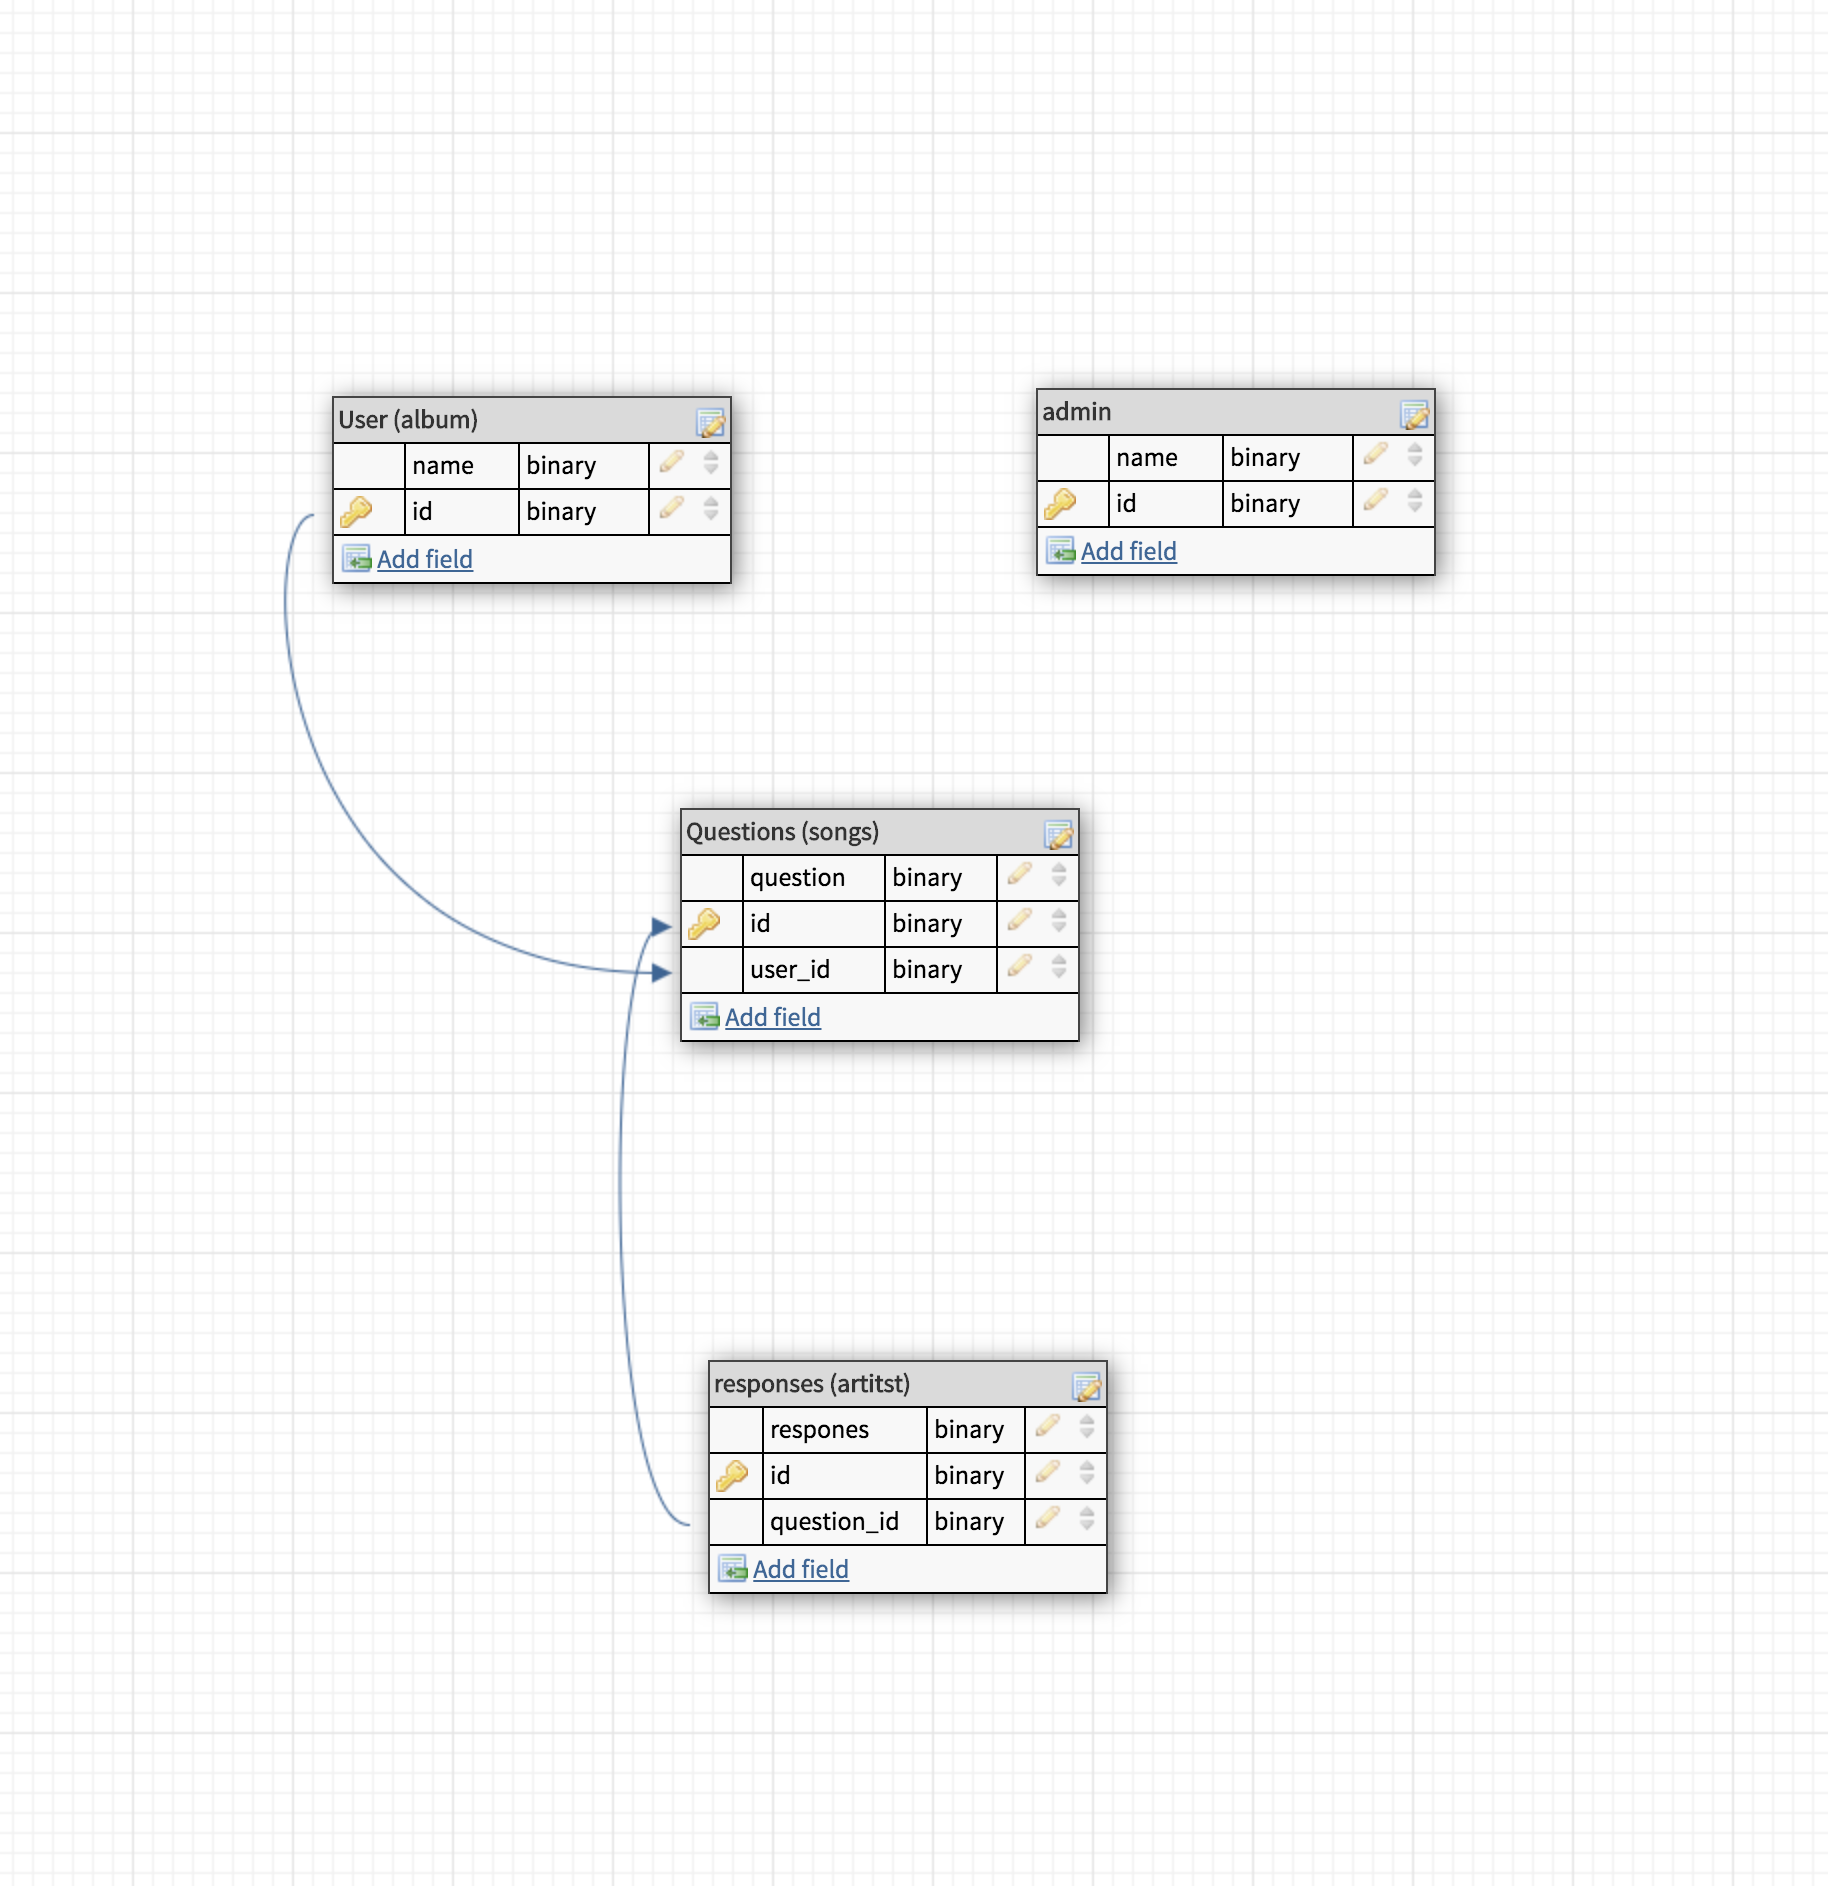 User (album)
name binary
id binary
Add field
admin
name binary
id binary
Add field
Questions (songs)
question binary
id binary
user_id binary
Add field
responses (artitst)
respones binary
id binary
question_id binary
Add field